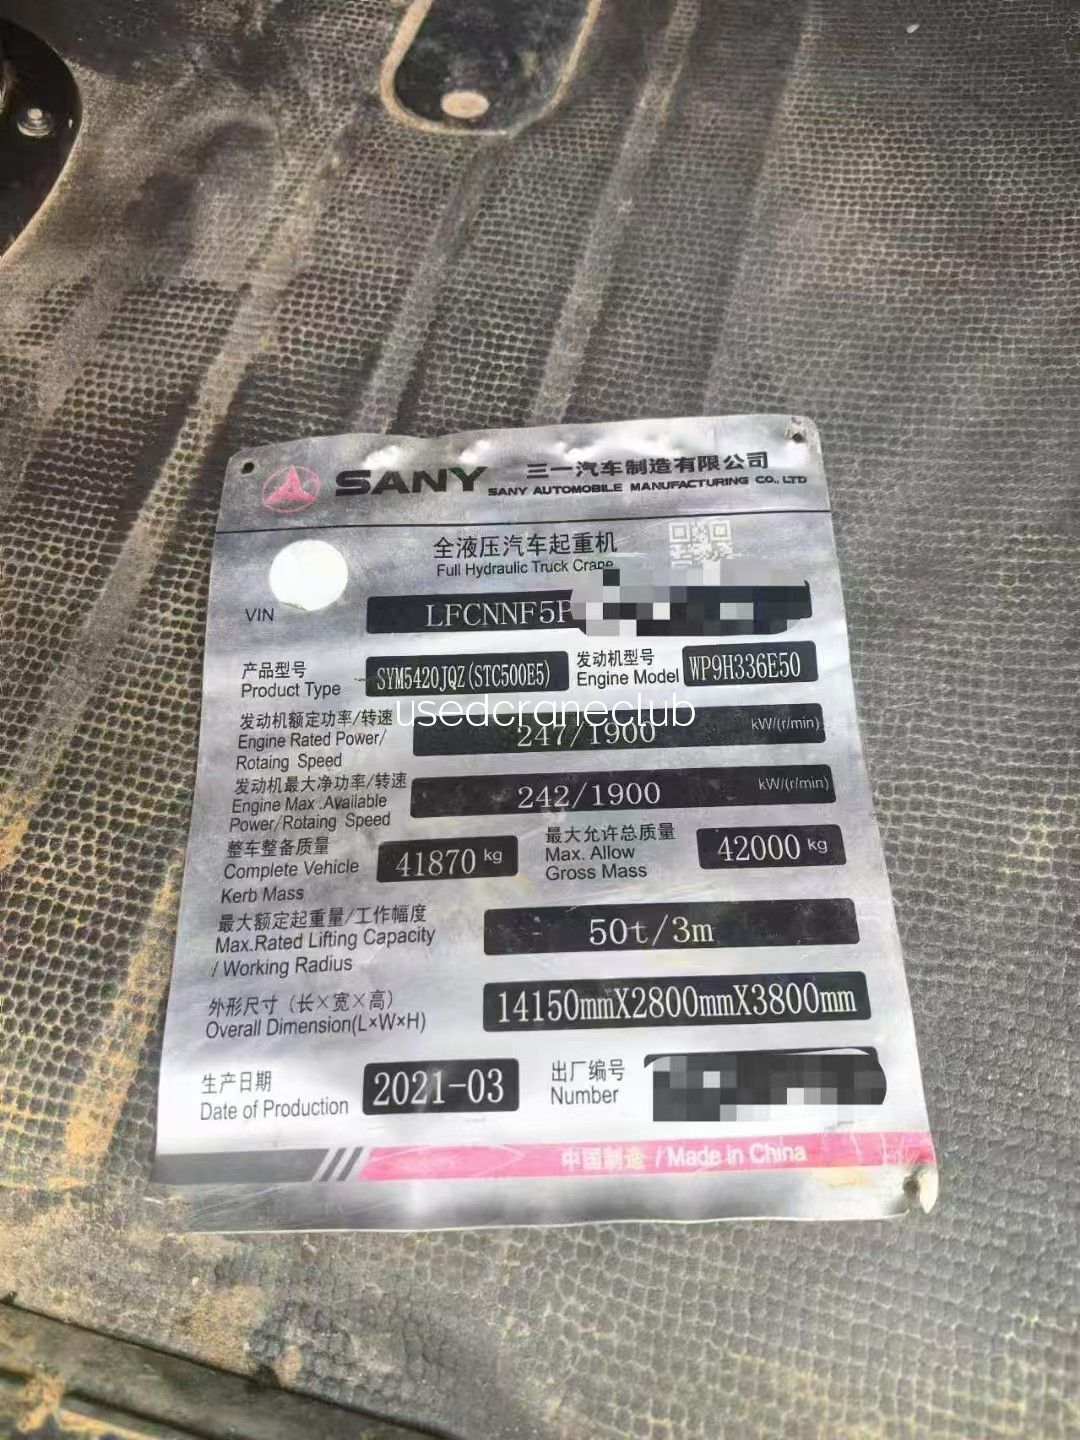 SANY
三一汽车制造有限公司
SANY AUTOMOBILE MANUFACTURING CO., LTD
全液压汽车起重机
Full Hydraulic Truck Crane
VIN LFCNNF5P
产品型号 SYM5420JQZ(STC500E5) 发动机型号 WP9H336E50
Product Type Engine Model
usedcraneclub
发动机额定功率/转速 247/1900 kW/(r/min)
Engine Rated Power/
Rotaing Speed
发动机最大净功率/转速 242/1900 kW/(r/min)
Engine Max .Available
Power/Rotaing Speed
整车整备质量 41870 kg 最大允许总质量 42000 kg
Complete Vehicle Max. Allow
Kerb Mass Gross Mass
最大额定起重量/工作幅度 50t/3m
Max.Rated Lifting Capacity
/ Working Radius
外形尺寸（长×宽×高） 14150mmX2800mmX3800mm
Overall Dimension(L×W×H)
生产日期 2021-03 出厂编号
Date of Production Number
中国制造 / Made in China